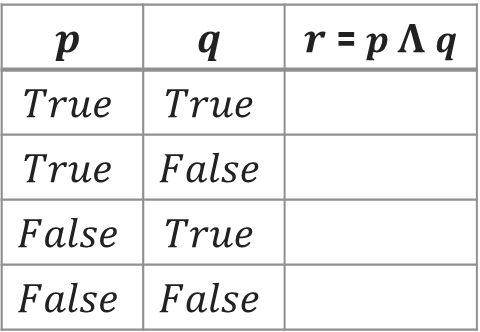 p q r = p Λ q
True True
True False
False True
False False